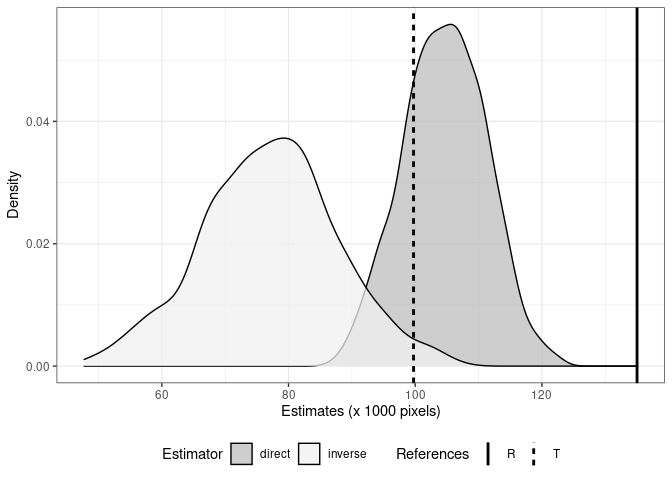 0.04
0.02
0.00
Density
60 80 100 120
Estimates (x 1000 pixels)
Estimator direct inverse References R T